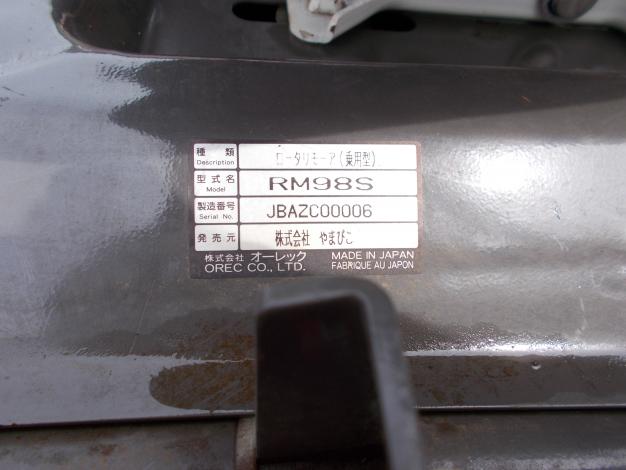 種類 ロータリモーア(乗用型)
Description
型式名 RM98S
Model
製造番号 JBAZC00006
Serial No.
発売元 株式会社 やまびこ
株式会社 オーレック MADE IN JAPAN
OREC CO., LTD. FABRIQUE AU JAPON